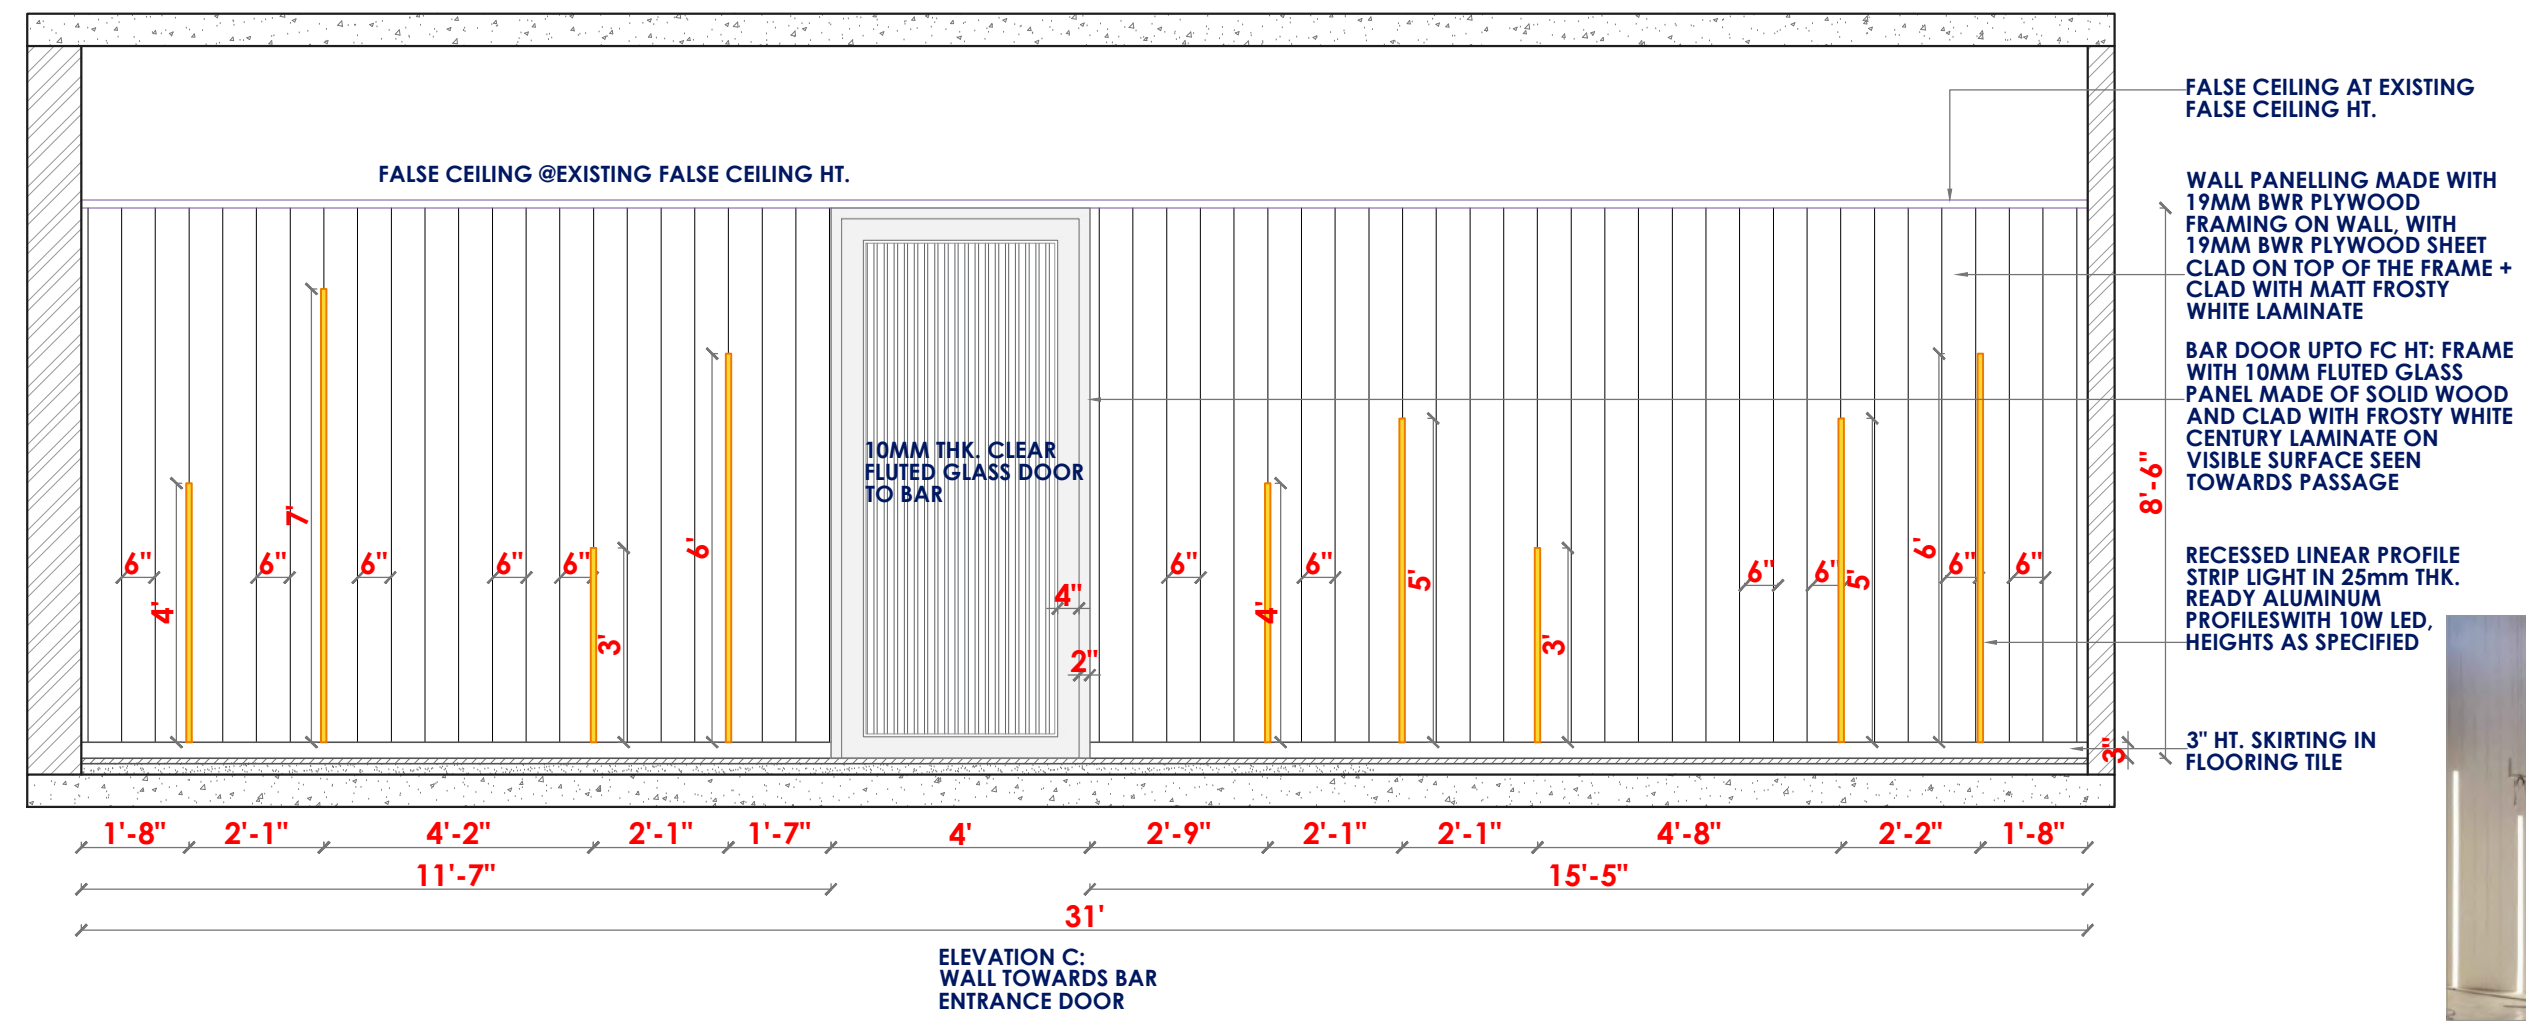 FALSE CEILING AT EXISTING
FALSE CEILING HT.
FALSE CEILING @EXISTING FALSE CEILING HT.
WALL PANELLING MADE WITH
19MM BWR PLYWOOD
FRAMING ON WALL, WITH
19MM BWR PLYWOOD SHEET
CLAD ON TOP OF THE FRAME +
CLAD WITH MATT FROSTY
WHITE LAMINATE
BAR DOOR UPTO FC HT: FRAME
WITH 10MM FLUTED GLASS
PANEL MADE OF SOLID WOOD
AND CLAD WITH FROSTY WHITE
CENTURY LAMINATE ON
VISIBLE SURFACE SEEN
TOWARDS PASSAGE
10MM THK. CLEAR
FLUTED GLASS DOOR
TO BAR
8'-6"
RECESSED LINEAR PROFILE
STRIP LIGHT IN 25mm THK.
READY ALUMINUM
PROFILESWITH 10W LED,
HEIGHTS AS SPECIFIED
7'
6'
6'
6" 6" 6" 6" 6" 6" 6" 6" 6" 6" 6"
4'
3'
4"
4'
5'
3'
5'
2"
3" HT. SKIRTING IN
FLOORING TILE
3"
1'-8" 2'-1" 4'-2" 2'-1" 1'-7" 4' 2'-9" 2'-1" 2'-1" 4'-8" 2'-2" 1'-8"
11'-7" 15'-5"
31'
ELEVATION C:
WALL TOWARDS BAR
ENTRANCE DOOR